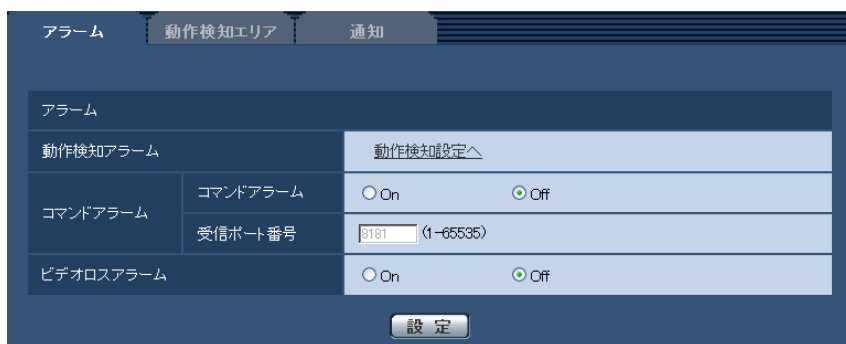 アラーム 動作検知エリア 通知
アラーム
動作検知アラーム 動作検知設定へ
コマンドアラーム コマンドアラーム On Off
受信ポート番号 8181 (1-65535)
ビデオロスアラーム On Off
設 定